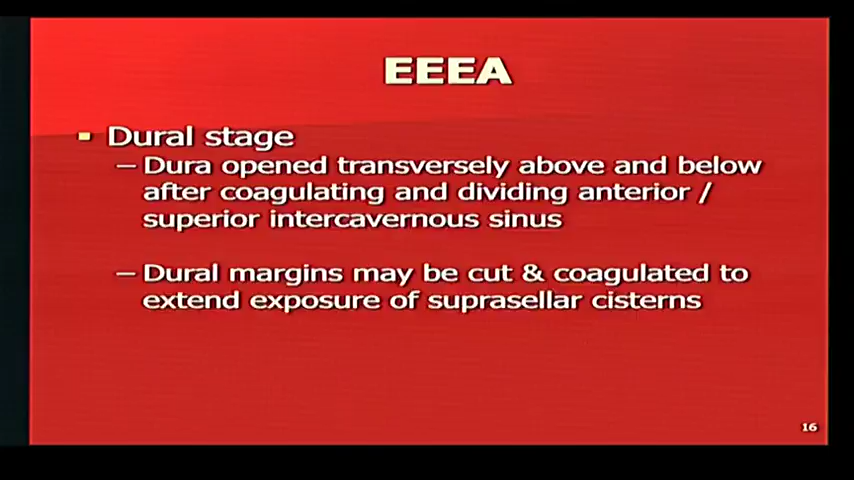 EEEA
▪ Dural stage
– Dura opened transversely above and below
after coagulating and dividing anterior /
superior intercavernous sinus
– Dural margins may be cut & coagulated to
extend exposure of suprasellar cisterns
16